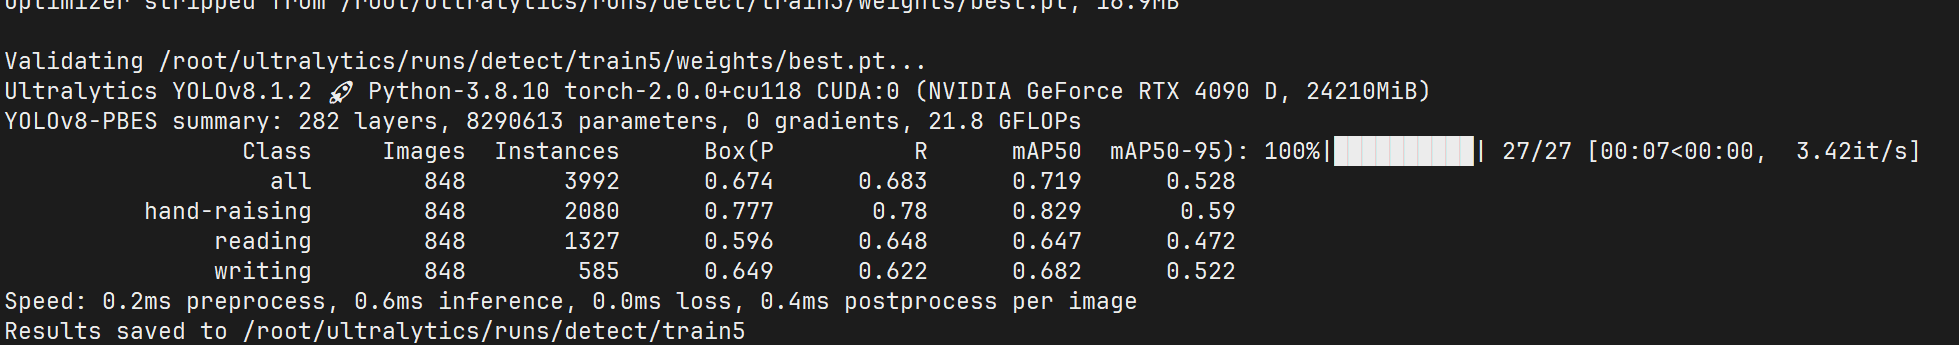 Optimizer stripped from /root/ultralytics/runs/detect/train5/weights/best.pt, 16.9MB
Validating /root/ultralytics/runs/detect/train5/weights/best.pt...
Ultralytics YOLOv8.1.2 🚀 Python-3.8.10 torch-2.0.0+cu118 CUDA:0 (NVIDIA GeForce RTX 4090 D, 24210MiB)
YOLOv8-PBES summary: 282 layers, 8290613 parameters, 0 gradients, 21.8 GFLOPs
Class Images Instances Box(P R mAP50 mAP50-95): 100%|██████████| 27/27 [00:07<00:00, 3.42it/s]
all 848 3992 0.674 0.683 0.719 0.528
hand-raising 848 2080 0.777 0.78 0.829 0.59
reading 848 1327 0.596 0.648 0.647 0.472
writing 848 585 0.649 0.622 0.682 0.522
Speed: 0.2ms preprocess, 0.6ms inference, 0.0ms loss, 0.4ms postprocess per image
Results saved to /root/ultralytics/runs/detect/train5